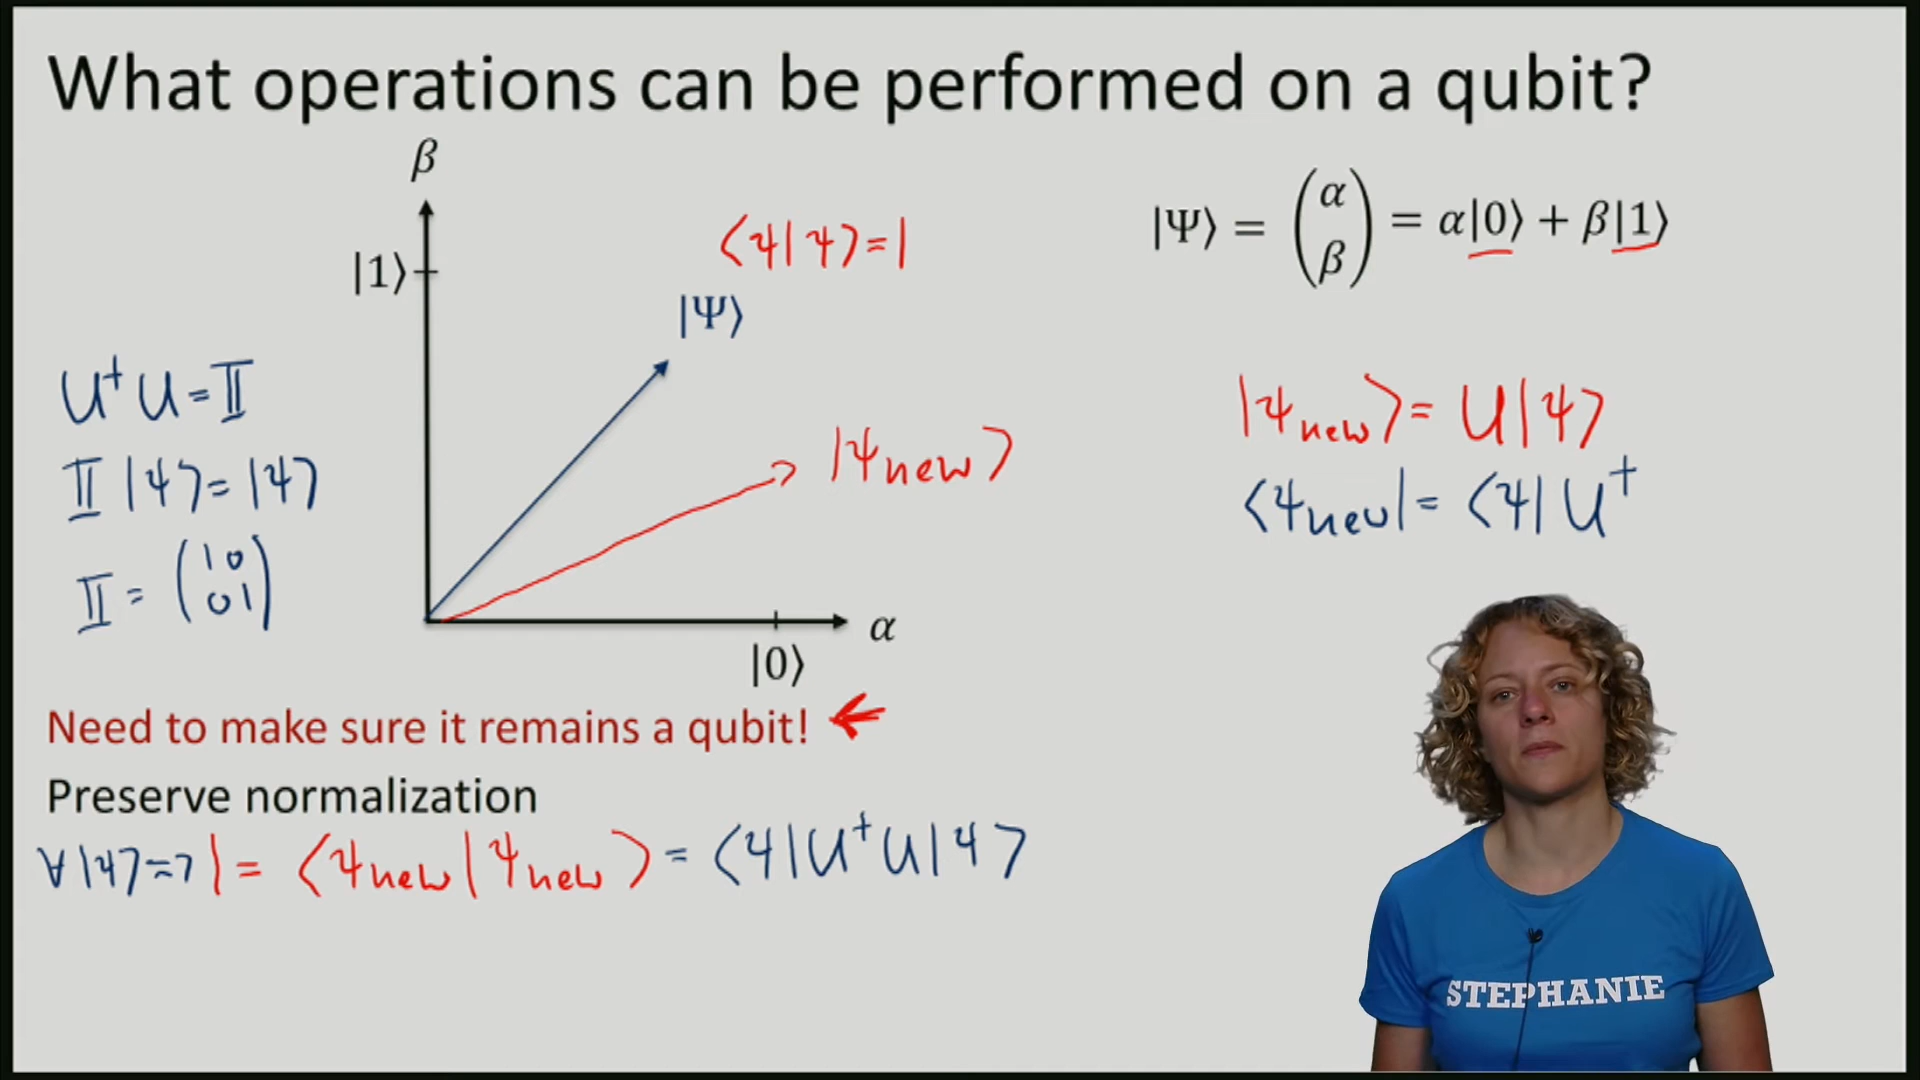 What operations can be performed on a qubit?
β
|1⟩
⟨ψ|ψ⟩=1
|Ψ⟩
|Ψ⟩ = (α β) = α|0⟩ + β|1⟩
U†U=𝕀
𝕀|ψ⟩=|ψ⟩
𝕀 = (1 0 0 1)
|ψnew⟩
|ψnew⟩= U|ψ⟩
⟨ψnew|= ⟨ψ|U†
α
|0⟩
Need to make sure it remains a qubit! ←
Preserve normalization
∀|ψ⟩ 1 = ⟨ψnew|ψnew⟩ = ⟨ψ|U†U|ψ⟩
STEPHANIE